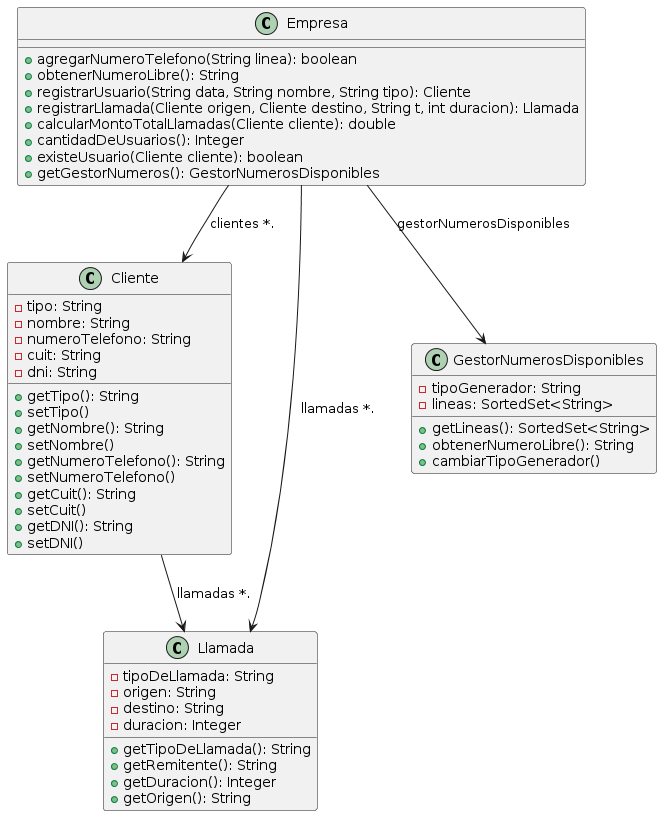 C Empresa
agregarNumeroTelefono(String linea): boolean
obtenerNumeroLibre(): String
registrarUsuario(String data, String nombre, String tipo): Cliente
registrarLlamada(Cliente origen, Cliente destino, String t, int duracion): Llamada
calcularMontoTotalLlamadas(Cliente cliente): double
cantidadDeUsuarios(): Integer
existeUsuario(Cliente cliente): boolean
getGestorNumeros(): GestorNumerosDisponibles
clientes *.
gestorNumerosDisponibles
C Cliente
tipo: String
nombre: String
numeroTelefono: String
cuit: String
dni: String
getTipo(): String
setTipo()
getNombre(): String
setNombre()
getNumeroTelefono(): String
setNumeroTelefono()
getCuit(): String
setCuit()
getDNI(): String
setDNI()
llamadas *.
C GestorNumerosDisponibles
tipoGenerador: String
lineas: SortedSet<String>
getLineas(): SortedSet<String>
obtenerNumeroLibre(): String
cambiarTipoGenerador()
llamadas *.
C Llamada
tipoDeLlamada: String
origen: String
destino: String
duracion: Integer
getTipoDeLlamada(): String
getRemitente(): String
getDuracion(): Integer
getOrigen(): String